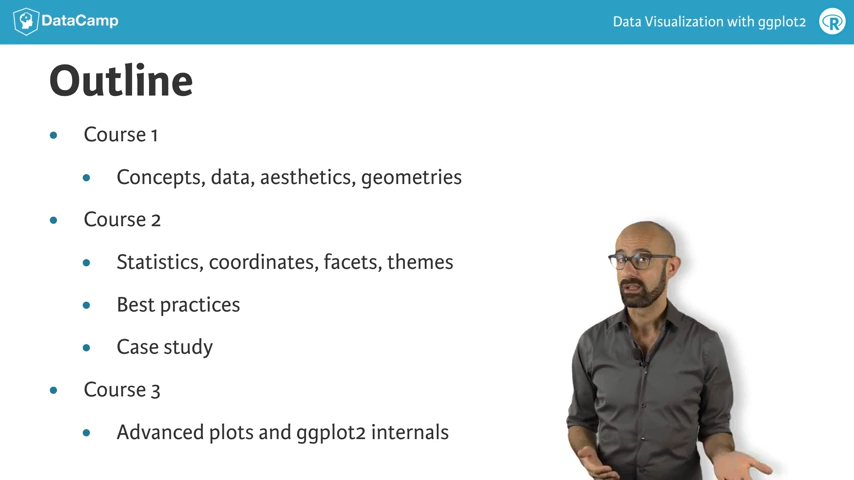 DataCamp
Data Visualization with ggplot2
R
Outline
• Course 1
• Concepts, data, aesthetics, geometries
• Course 2
• Statistics, coordinates, facets, themes
• Best practices
• Case study
• Course 3
• Advanced plots and ggplot2 internals